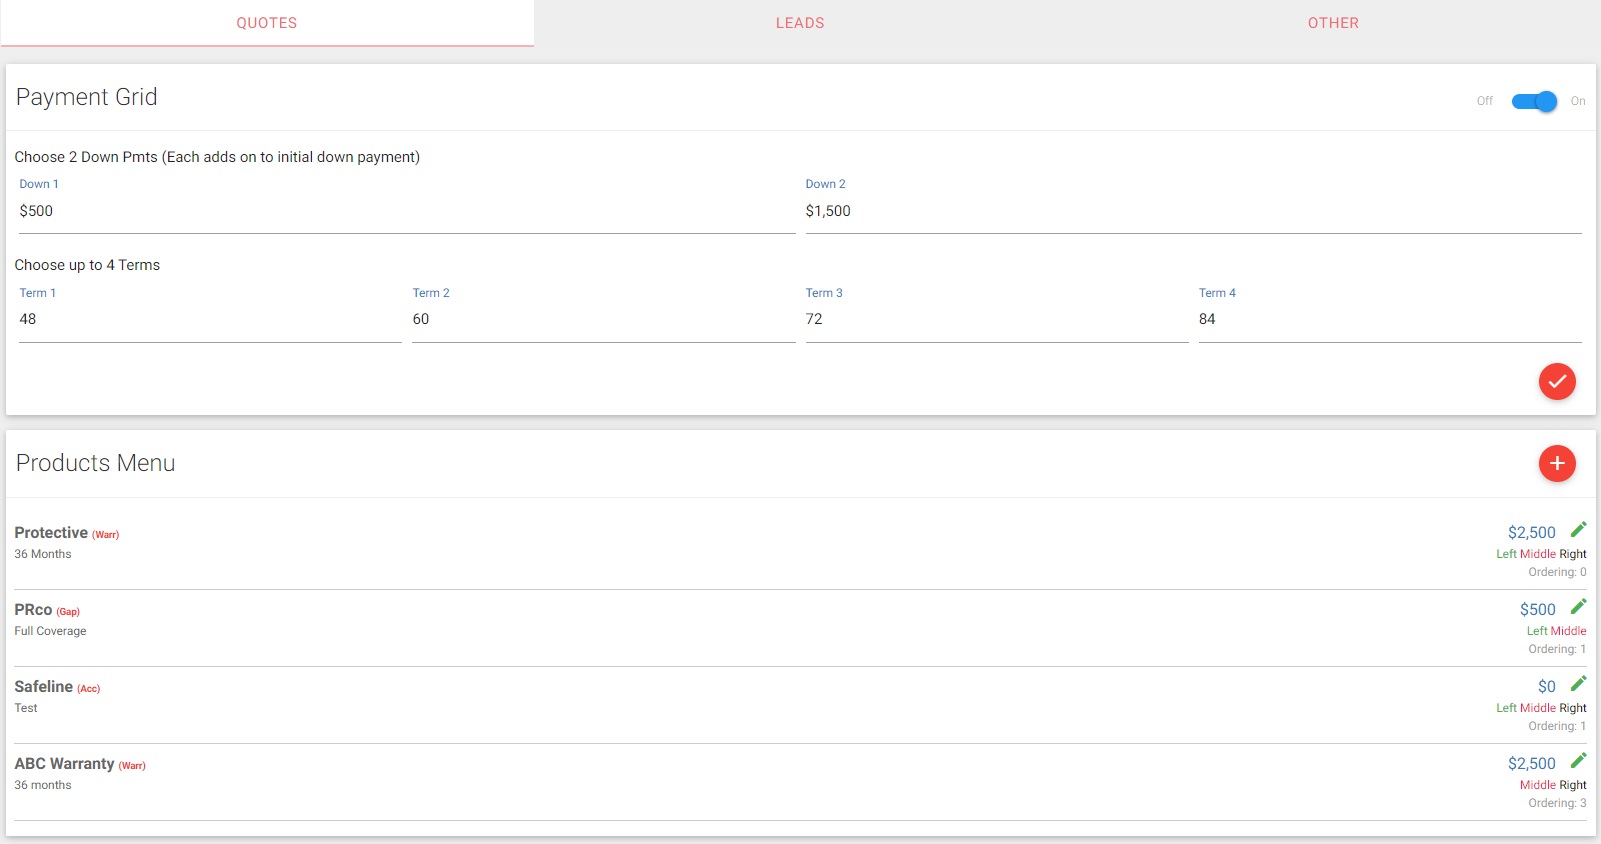 QUOTES LEADS OTHER
Payment Grid Off On
Choose 2 Down Pmts (Each adds on to initial down payment)
Down 1 Down 2
$500 $1,500
Choose up to 4 Terms
Term 1 Term 2 Term 3 Term 4
48 60 72 84
Products Menu
Protective (Warr) $2,500
36 Months Left Middle Right
Ordering: 0
PRco (Gap) $500
Full Coverage Left Middle
Ordering: 1
Safeline (Acc) $0
Test Left Middle Right
Ordering: 1
ABC Warranty (Warr) $2,500
36 months Middle Right
Ordering: 3